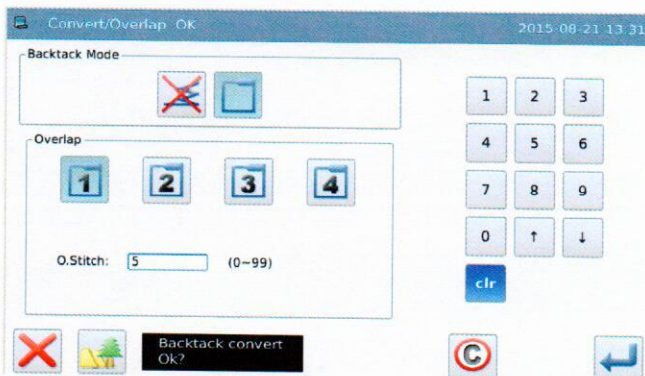 Convert/Overlap OK
2015-08-21 13:31
Backtack Mode
Overlap
1 2 3 4
O.Stitch: 5 (0~99)
1 2 3
4 5 6
7 8 9
0 ↑ ↓
clr
Backtack convert
Ok?
C